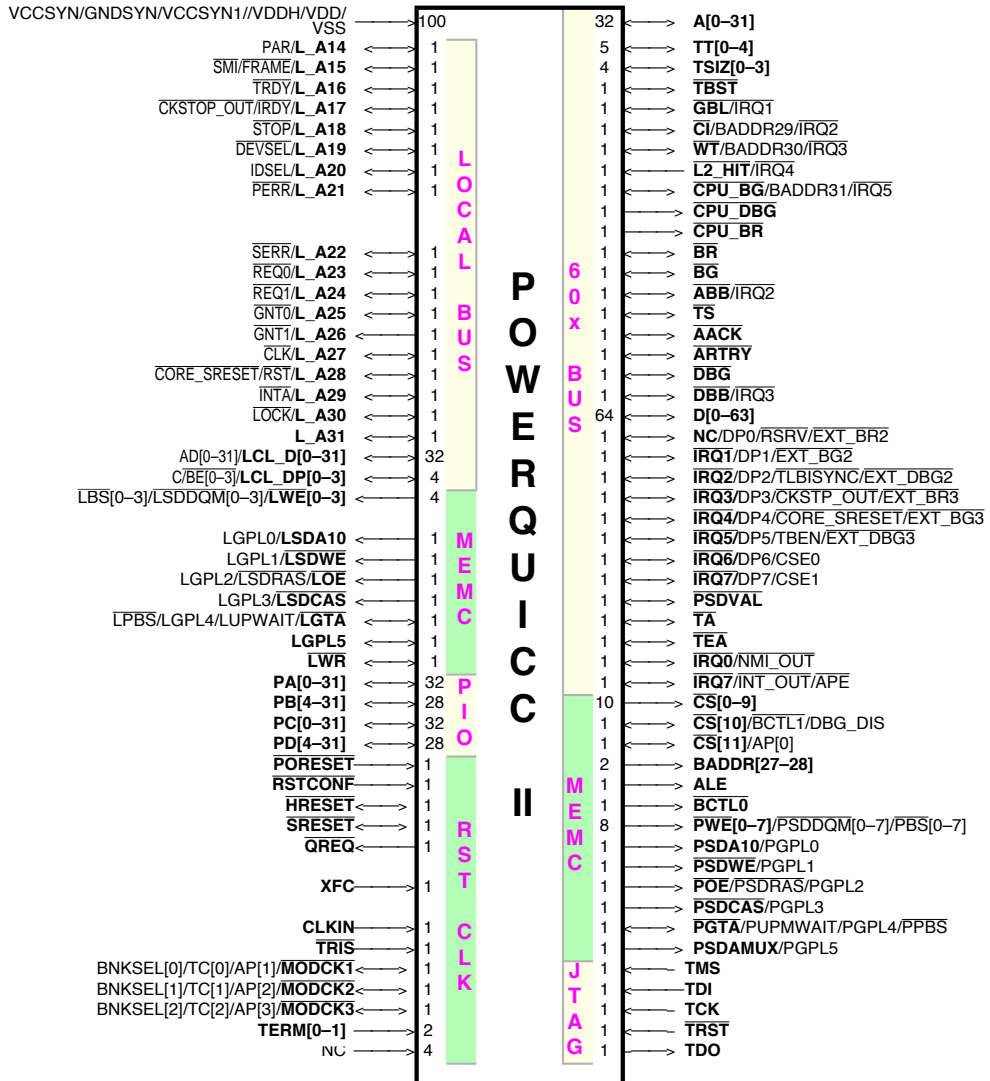 VCCSYN/GNDSYN/VCCSYN1//VDDH/VDD/
VSS 100
PAR/L_A14 1
SMI/FRAME/L_A15 1
TRDY/L_A16 1
CKSTOP_OUT/IRDY/L_A17 1
STOP/L_A18 1
DEVSEL/L_A19 1
IDSEL/L_A20 1
PERR/L_A21 1
SERR/L_A22 1
REQ0/L_A23 1
REQ1/L_A24 1
GNT0/L_A25 1
GNT1/L_A26 1
CLK/L_A27 1
CORE_SRESET/RST/L_A28 1
INTA/L_A29 1
LOCK/L_A30 1
L_A31 1
AD[0–31]/LCL_D[0–31] 32
C/BE[0–3]/LCL_DP[0–3] 4
LBS[0–3]/LSDDQM[0–3]/LWE[0–3] 4
LGPL0/LSDA10 1
LGPL1/LSDWE 1
LGPL2/LSDRAS/LOE 1
LGPL3/LSDCAS 1
LPBS/LGPL4/LUPWAIT/LGTA 1
LGPL5 1
LWR 1
PA[0–31] 32
PB[4–31] 28
PC[0–31] 32
PD[4–31] 28
PORESET 1
RSTCONF 1
HRESET 1
SRESET 1
QREQ 1
XFC 1
CLKIN 1
TRIS 1
BNKSEL[0]/TC[0]/AP[1]/MODCK1 1
BNKSEL[1]/TC[1]/AP[2]/MODCK2 1
BNKSEL[2]/TC[2]/AP[3]/MODCK3 1
TERM[0–1] 2
NC 4
LOCAL BUS
MEMC
PIO
RST CLK
POWERQUICC II
60x BUS
MEMC
JTAG
32 A[0–31]
5 TT[0–4]
4 TSIZ[0–3]
1 TBST
1 GBL/IRQ1
1 CI/BADDR29/IRQ2
1 WT/BADDR30/IRQ3
1 L2_HIT/IRQ4
1 CPU_BG/BADDR31/IRQ5
1 CPU_DBG
1 CPU_BR
1 BR
1 BG
1 ABB/IRQ2
1 TS
1 AACK
1 ARTRY
1 DBG
1 DBB/IRQ3
64 D[0–63]
1 NC/DP0/RSRV/EXT_BR2
1 IRQ1/DP1/EXT_BG2
1 IRQ2/DP2/TLBISYNC/EXT_DBG2
1 IRQ3/DP3/CKSTP_OUT/EXT_BR3
1 IRQ4/DP4/CORE_SRESET/EXT_BG3
1 IRQ5/DP5/TBEN/EXT_DBG3
1 IRQ6/DP6/CSE0
1 IRQ7/DP7/CSE1
1 PSDVAL
1 TA
1 TEA
1 IRQ0/NMI_OUT
1 IRQ7/INT_OUT/APE
10 CS[0–9]
1 CS[10]/BCTL1/DBG_DIS
1 CS[11]/AP[0]
2 BADDR[27–28]
1 ALE
1 BCTL0
8 PWE[0–7]/PSDDQM[0–7]/PBS[0–7]
1 PSDA10/PGPL0
1 PSDWE/PGPL1
1 POE/PSDRAS/PGPL2
1 PSDCAS/PGPL3
1 PGTA/PUPMWAIT/PGPL4/PPBS
1 PSDAMUX/PGPL5
1 TMS
1 TDI
1 TCK
1 TRST
1 TDO